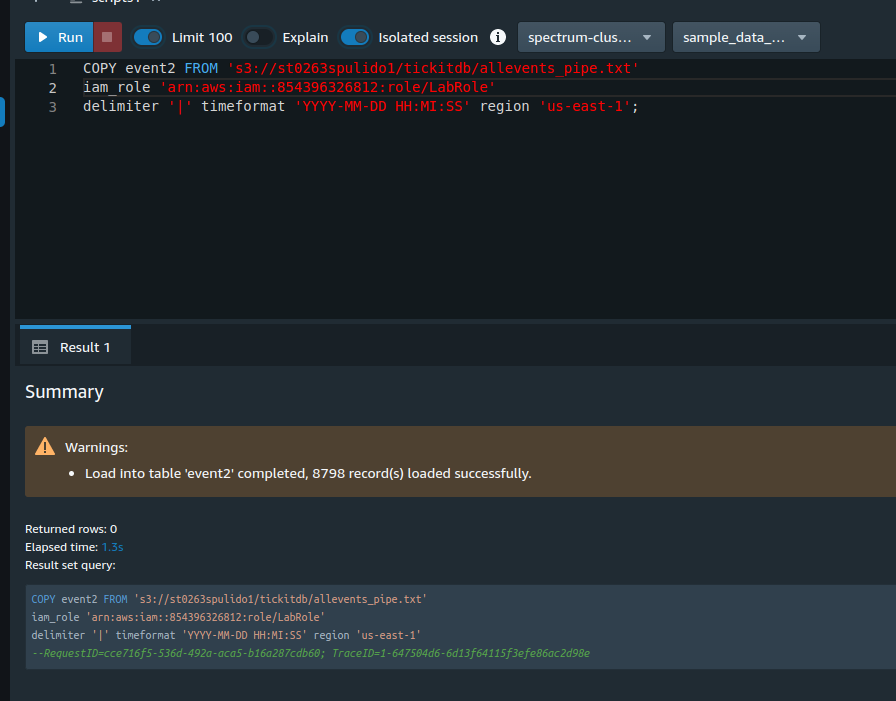 scripts1
Run
Limit 100
Explain
Isolated session
i
spectrum-clus...
sample_data_...
1 COPY event2 FROM 's3://st0263spulido1/tickitdb/allevents_pipe.txt'
2 iam_role 'arn:aws:iam::854396326812:role/LabRole'
3 delimiter '|' timeformat 'YYYY-MM-DD HH:MI:SS' region 'us-east-1';
Result 1
Summary
Warnings:
• Load into table 'event2' completed, 8798 record(s) loaded successfully.
Returned rows: 0
Elapsed time: 1.3s
Result set query:
COPY event2 FROM 's3://st0263spulido1/tickitdb/allevents_pipe.txt'
iam_role 'arn:aws:iam::854396326812:role/LabRole'
delimiter '|' timeformat 'YYYY-MM-DD HH:MI:SS' region 'us-east-1'
--RequestID=cce716f5-536d-492a-aca5-b16a287cdb60; TraceID=1-647504d6-6d13f64115f3efe86ac2d98e